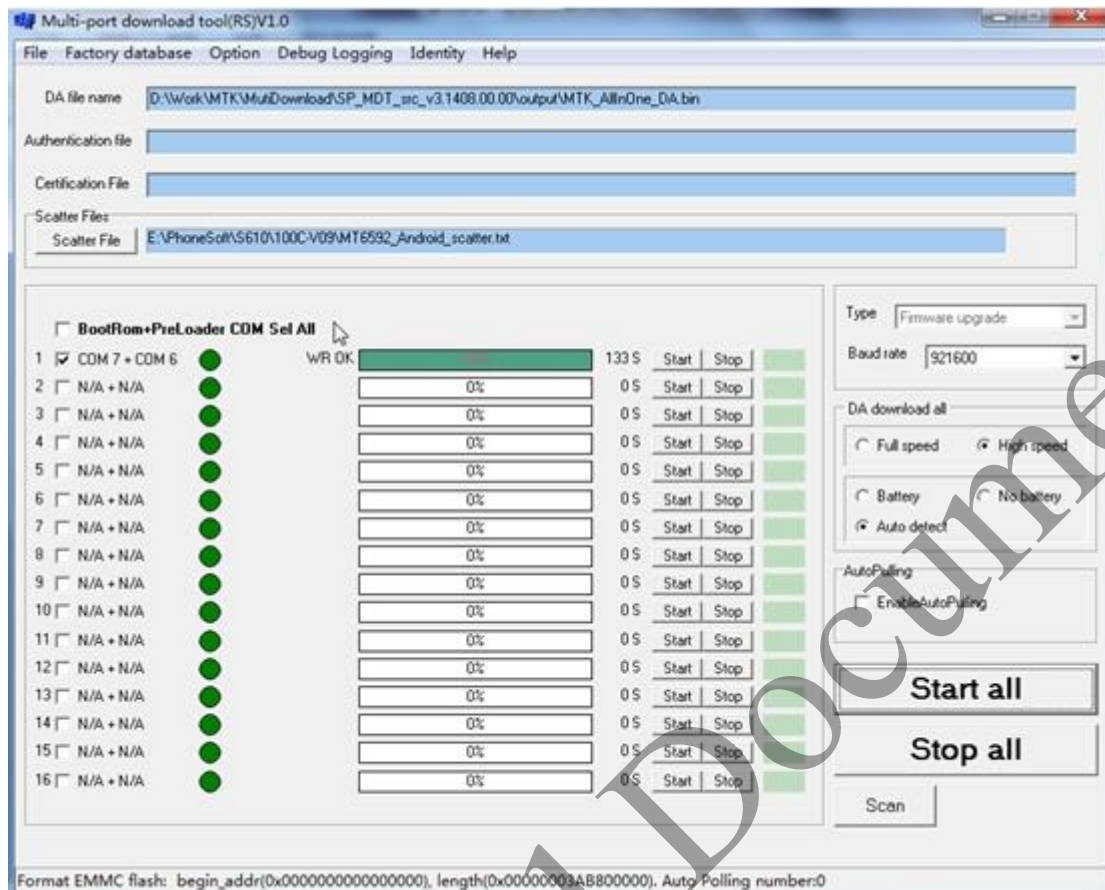 Multi-port download tool(RS)V1.0
File Factory database Option Debug Logging Identity Help
DA file name D:\Work\MTK\MutiDownload\SP_MDT_src_v3.1408.00.00\output\MTK_AllInOne_DA.bin
Authentication file
Certification File
Scatter Files
Scatter File E:\PhoneSoft\S610\100C-V09\MT6592_Android_scatter.txt
BootRom+PreLoader COM Sel All
1 COM 7 + COM 6 WR OK 133 S Start Stop
2 N/A + N/A 0% 0 S Start Stop
3 N/A + N/A 0% 0 S Start Stop
4 N/A + N/A 0% 0 S Start Stop
5 N/A + N/A 0% 0 S Start Stop
6 N/A + N/A 0% 0 S Start Stop
7 N/A + N/A 0% 0 S Start Stop
8 N/A + N/A 0% 0 S Start Stop
9 N/A + N/A 0% 0 S Start Stop
10 N/A + N/A 0% 0 S Start Stop
11 N/A + N/A 0% 0 S Start Stop
12 N/A + N/A 0% 0 S Start Stop
13 N/A + N/A 0% 0 S Start Stop
14 N/A + N/A 0% 0 S Start Stop
15 N/A + N/A 0% 0 S Start Stop
16 N/A + N/A 0% 0 S Start Stop
Type Firmware upgrade
Baud rate 921600
DA download all
Full speed High speed
Battery No battery
Auto detect
AutoPulling
EnableAutoPulling
Start all
Stop all
Scan
Format EMMC flash: begin_addr(0x0000000000000000), length(0x00000003AB800000). Auto Polling number:0
d Docume